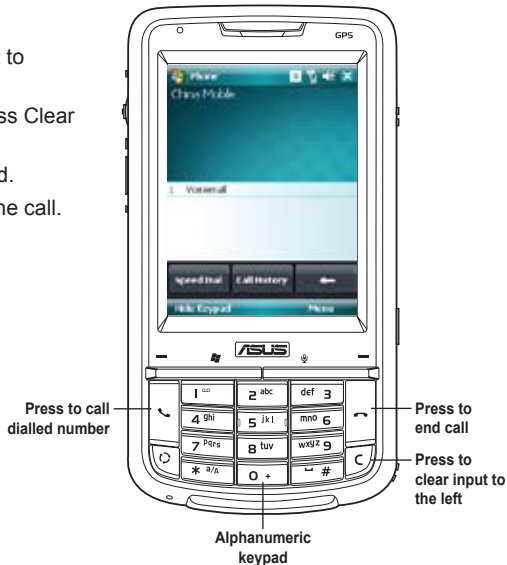 to
ss Clear
d.
he call.
GPS
Phone
China Mobile
1 Voicemail
Speed Dial Call History
Hide Keypad Menu
ASUS
1 2 abc def 3
4 ghi 5 jkl mno 6
7 pqrs 8 tuv wxyz 9
* a/A 0 + #
C
Press to call
dialled number
Press to
end call
Press to
clear input to
the left
Alphanumeric
keypad